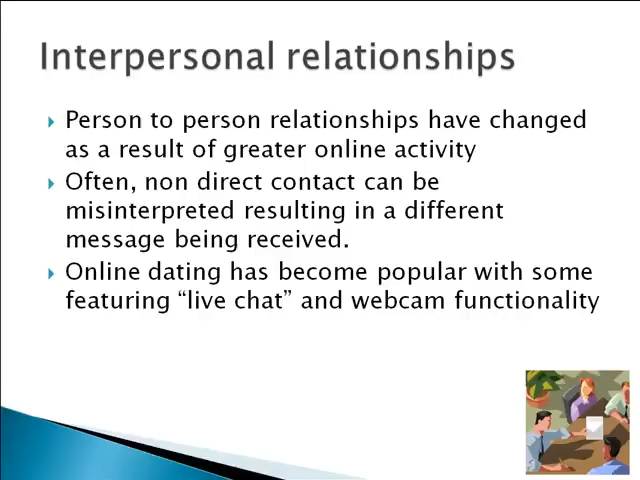 Interpersonal relationships
Person to person relationships have changed
as a result of greater online activity
Often, non direct contact can be
misinterpreted resulting in a different
message being received.
Online dating has become popular with some
featuring “live chat” and webcam functionality